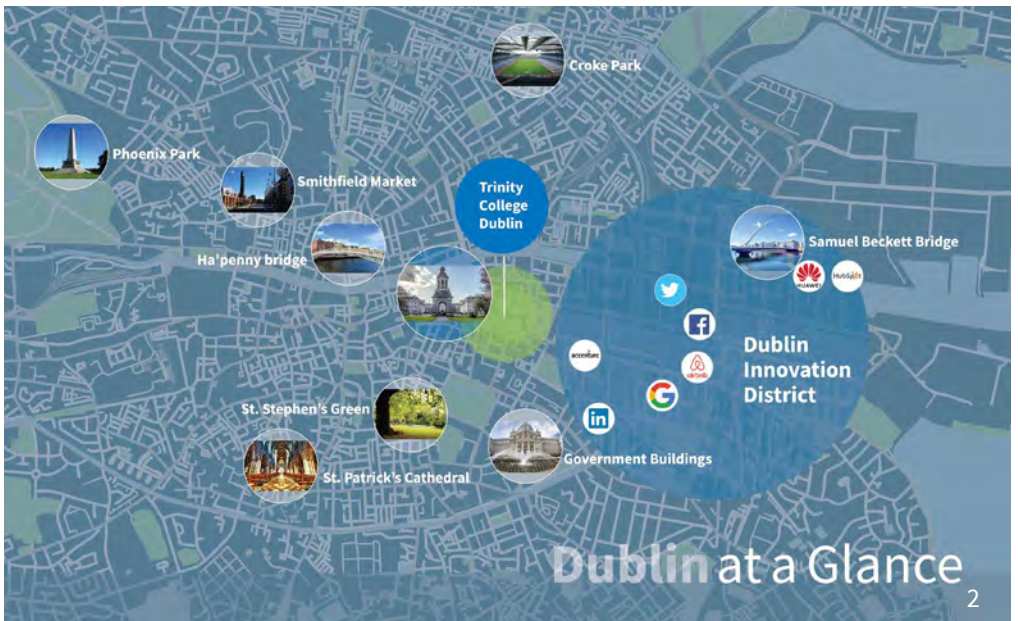 Croke Park
Phoenix Park
Smithfield Market
Trinity
College
Dublin
Ha'penny bridge
Samuel Beckett Bridge
HUAWEI
HubSpot
accenture
airbnb
Dublin
Innovation
District
St. Stephen's Green
in
Government Buildings
St. Patrick's Cathedral
Dublin at a Glance
2